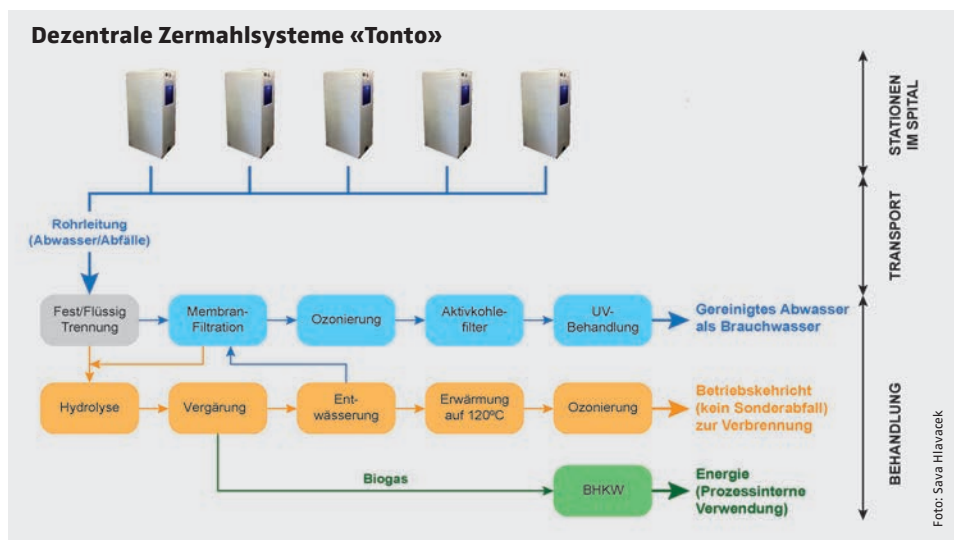 Dezentrale Zermahlsysteme «Tonto»
STATIONEN
IM SPITAL
Rohrleitung
(Abwasser/Abfälle)
TRANSPORT
Fest/Flüssig
Trennung
Membran-
Filtration
Ozonierung
Aktivkohle-
filter
UV-
Behandlung
Gereinigtes Abwasser
als Brauchwasser
Hydrolyse
Vergärung
Ent-
wässerung
Erwärmung
auf 120ºC
Ozonierung
Betriebskehricht
(kein Sonderabfall)
zur Verbrennung
BEHANDLUNG
Biogas
BHKW
Energie
(Prozessinterne
Verwendung)
Foto: Sava Hlavacek